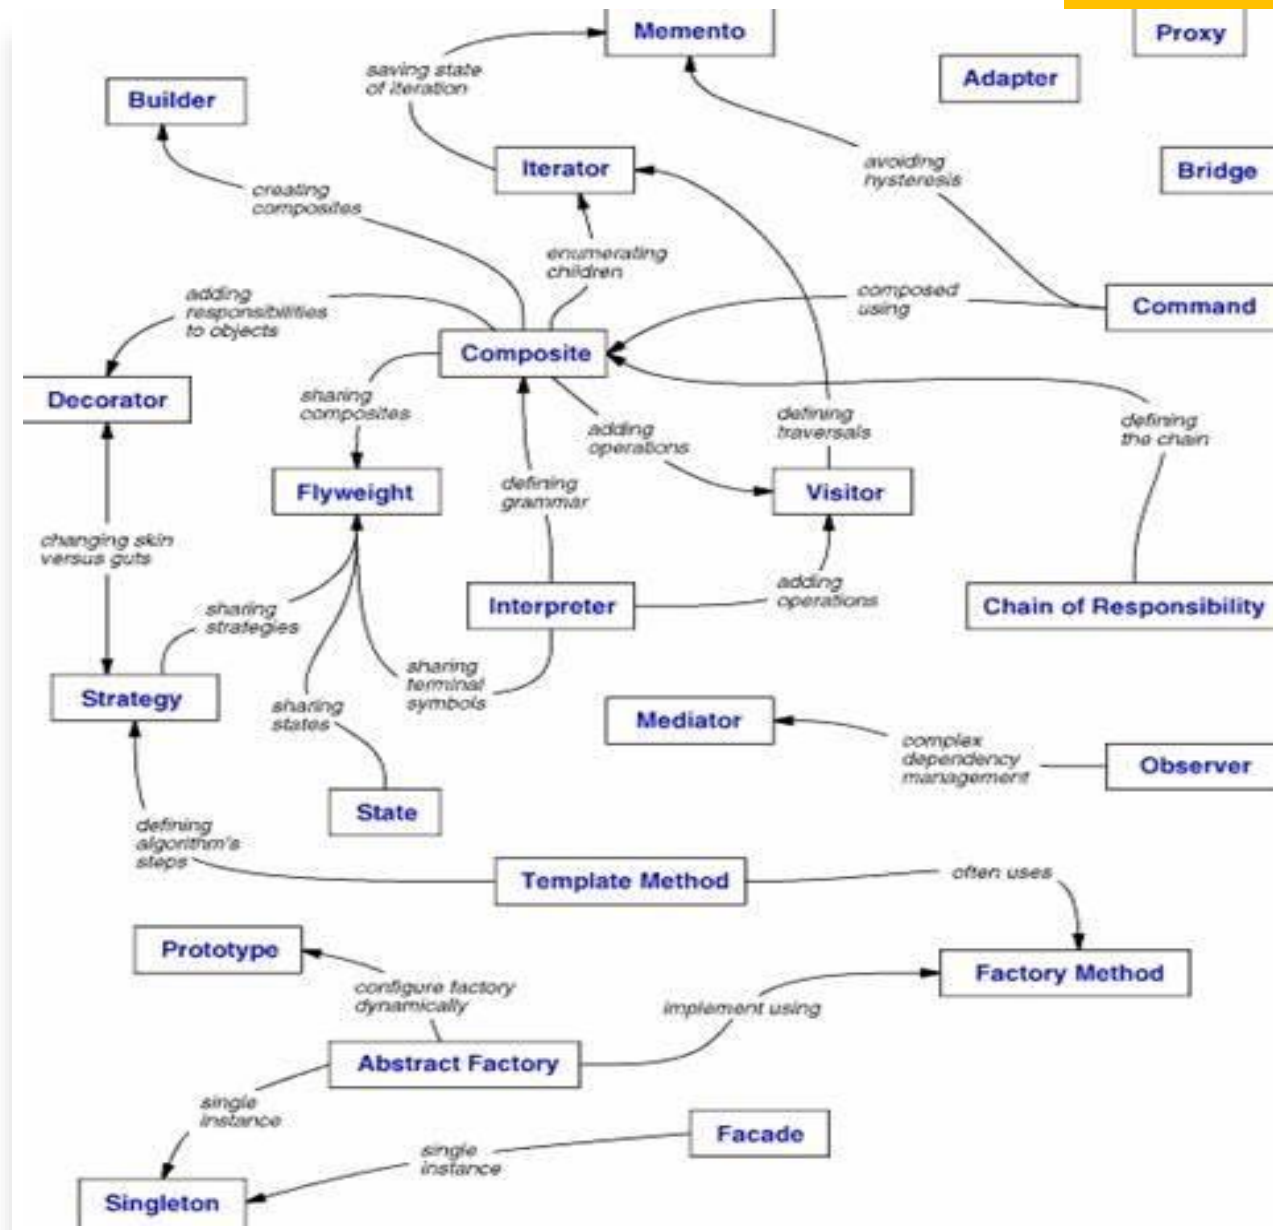 Memento
Proxy
saving state
of iteration
Adapter
Builder
Iterator
avoiding
hysteresis
Bridge
creating
composites
enumerating
children
adding
responsibilities
to objects
composed
using
Command
Composite
Decorator
sharing
composites
adding
operations
defining
traversals
defining
the chain
Flyweight
defining
grammar
Visitor
changing skin
versus guts
sharing
strategies
Interpreter
adding
operations
Chain of Responsibility
sharing
terminal
symbols
Strategy
sharing
states
Mediator
complex
dependency
management
Observer
State
defining
algorithm's
steps
Template Method
often uses
Prototype
Factory Method
configure factory
dynamically
implement using
Abstract Factory
single
instance
Facade
single
instance
Singleton